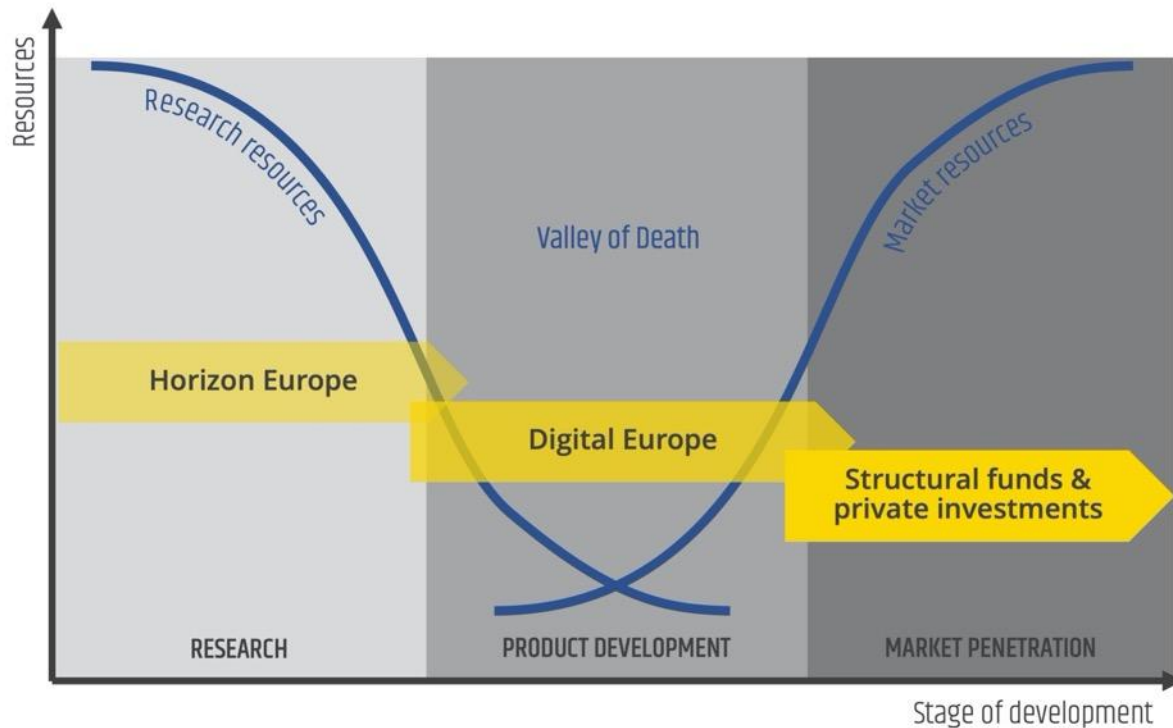 Resources
Research resources
Valley of Death
Market resources
Horizon Europe
Digital Europe
Structural funds &
private investments
RESEARCH
PRODUCT DEVELOPMENT
MARKET PENETRATION
Stage of development